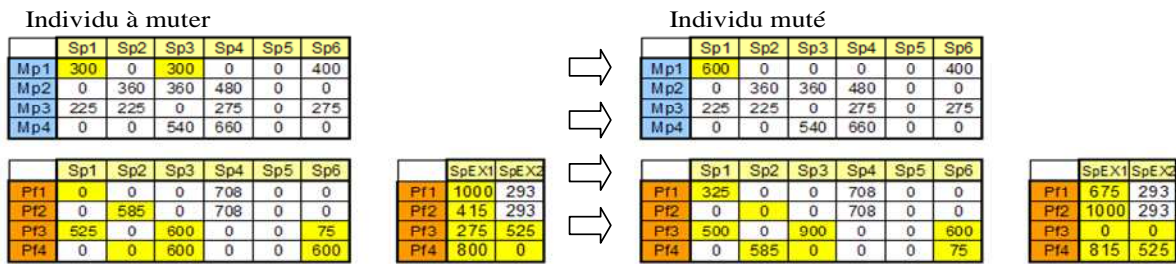 Individu à muter Individu muté
Sp1 Sp2 Sp3 Sp4 Sp5 Sp6 Sp1 Sp2 Sp3 Sp4 Sp5 Sp6
Mp1 300 0 300 0 0 400 Mp1 600 0 0 0 0 400
Mp2 0 360 360 480 0 0 Mp2 0 360 360 480 0 0
Mp3 225 225 0 275 0 275 Mp3 225 225 0 275 0 275
Mp4 0 0 540 660 0 0 Mp4 0 0 540 660 0 0
Sp1 Sp2 Sp3 Sp4 Sp5 Sp6 SpEX1 SpEX2 Sp1 Sp2 Sp3 Sp4 Sp5 Sp6 SpEX1 SpEX2
Pf1 0 0 0 708 0 0 Pf1 1000 293 Pf1 325 0 0 708 0 0 Pf1 675 293
Pf2 0 585 0 708 0 0 Pf2 415 293 Pf2 0 0 0 708 0 0 Pf2 1000 293
Pf3 525 0 600 0 0 75 Pf3 275 525 Pf3 500 0 900 0 0 600 Pf3 0 0
Pf4 0 0 600 0 0 600 Pf4 800 0 Pf4 0 585 0 0 0 75 Pf4 815 525